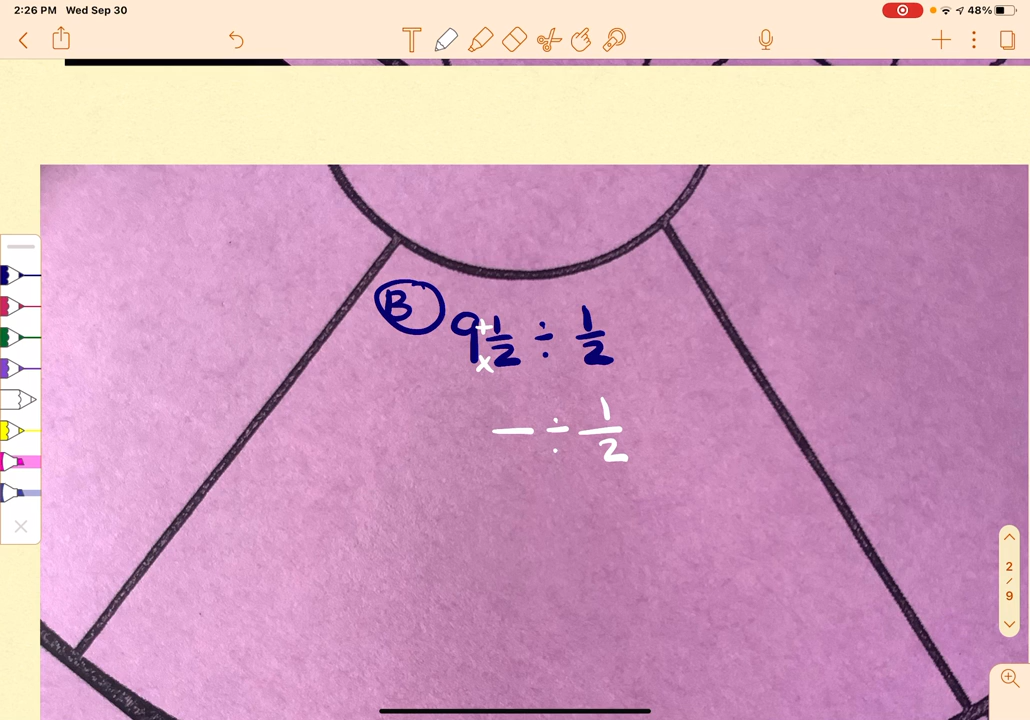 2:26 PM Wed Sep 30
48%
T
B 9 + 1/2 ÷ 1/2
×
— ÷ 1/2
2
/
9